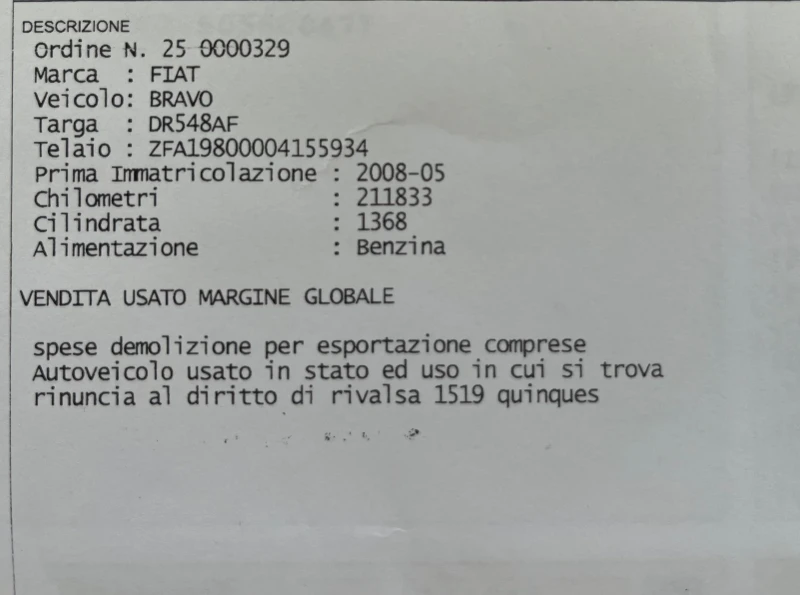 DESCRIZIONE
Ordine N. 25 0000329
Marca : FIAT
Veicolo: BRAVO
Targa : DR548AF
Telaio : ZFA19800004155934
Prima Immatricolazione : 2008-05
Chilometri : 211833
Cilindrata : 1368
Alimentazione : Benzina
VENDITA USATO MARGINE GLOBALE
spese demolizione per esportazione comprese
Autoveicolo usato in stato ed uso in cui si trova
rinuncia al diritto di rivalsa 1519 quinques